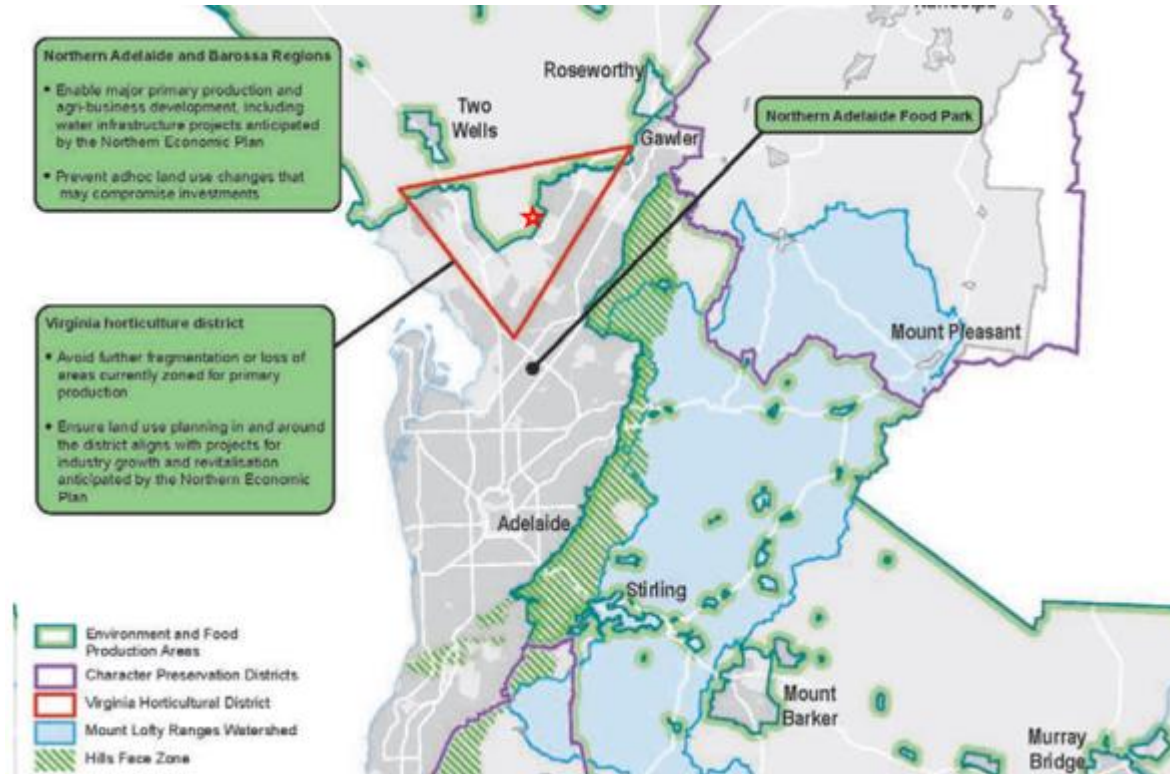 Northern Adelaide and Barossa Regions
• Enable major primary production and
agri-business development, including
water infrastructure projects anticipated
by the Northern Economic Plan
• Prevent adhoc land use changes that
may compromise investments
Roseworthy
Two
Wells
Gawler
Northern Adelaide Food Park
Virginia horticulture district
• Avoid further fragmentation or loss of
areas currently zoned for primary
production
• Ensure land use planning in and around
the district aligns with projects for
industry growth and revitalisation
anticipated by the Northern Economic
Plan
Mount Pleasant
Adelaide
Stirling
Mount
Barker
Murray
Bridge
Environment and Food
Production Areas
Character Preservation Districts
Virginia Horticultural District
Mount Lofty Ranges Watershed
Hills Face Zone